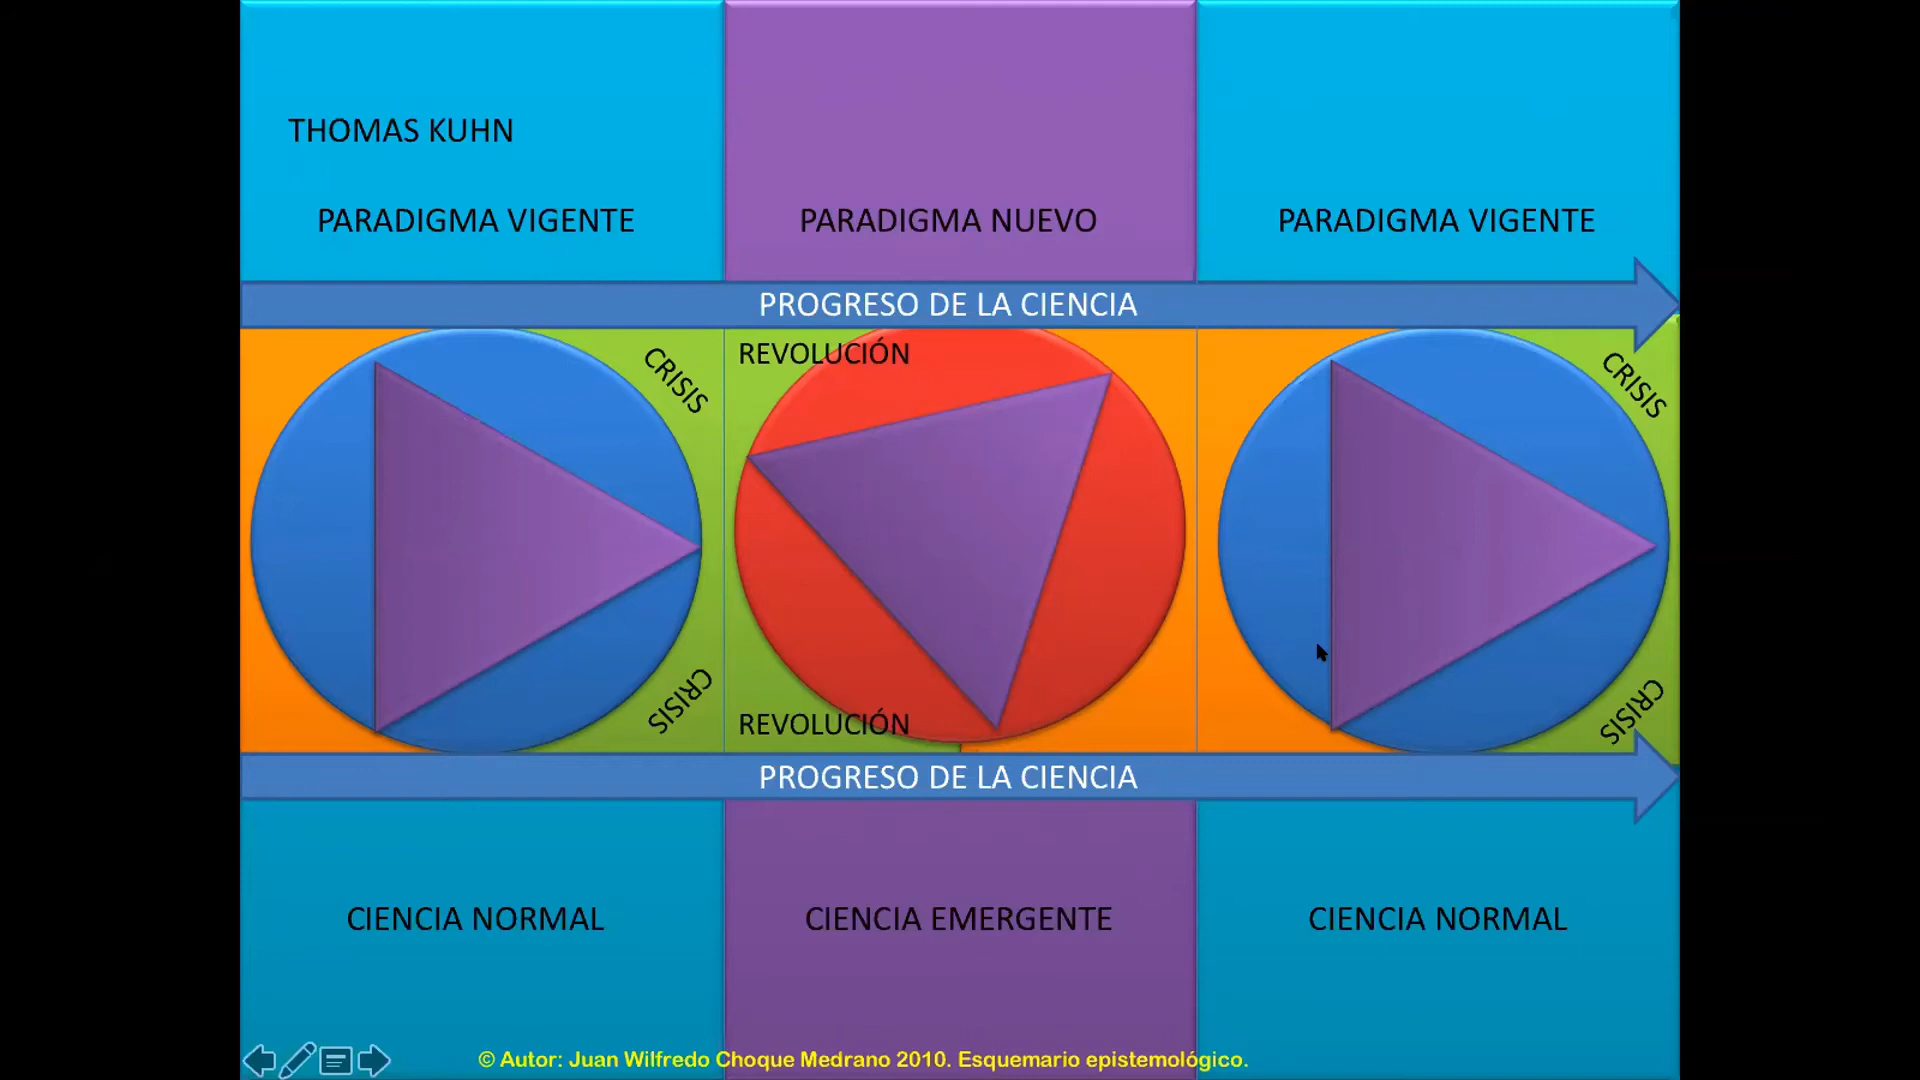 THOMAS KUHN
PARADIGMA VIGENTE
PARADIGMA NUEVO
PARADIGMA VIGENTE
PROGRESO DE LA CIENCIA
CRISIS
REVOLUCIÓN
CRISIS
CRISIS
REVOLUCIÓN
CRISIS
PROGRESO DE LA CIENCIA
CIENCIA NORMAL
CIENCIA EMERGENTE
CIENCIA NORMAL
© Autor: Juan Wilfredo Choque Medrano 2010. Esquemario epistemológico.